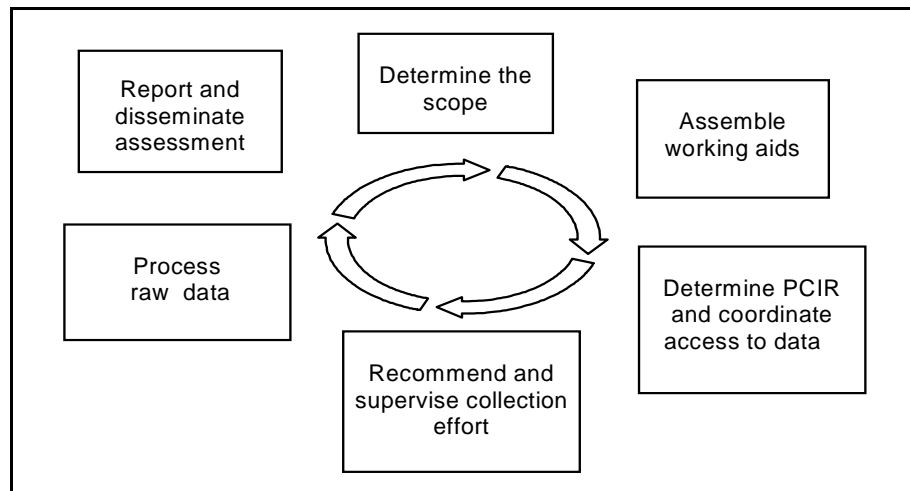 Report and
disseminate
assessment
Determine the
scope
Assemble
working aids
Process
raw data
Determine PCIR
and coordinate
access to data
Recommend and
supervise collection
effort